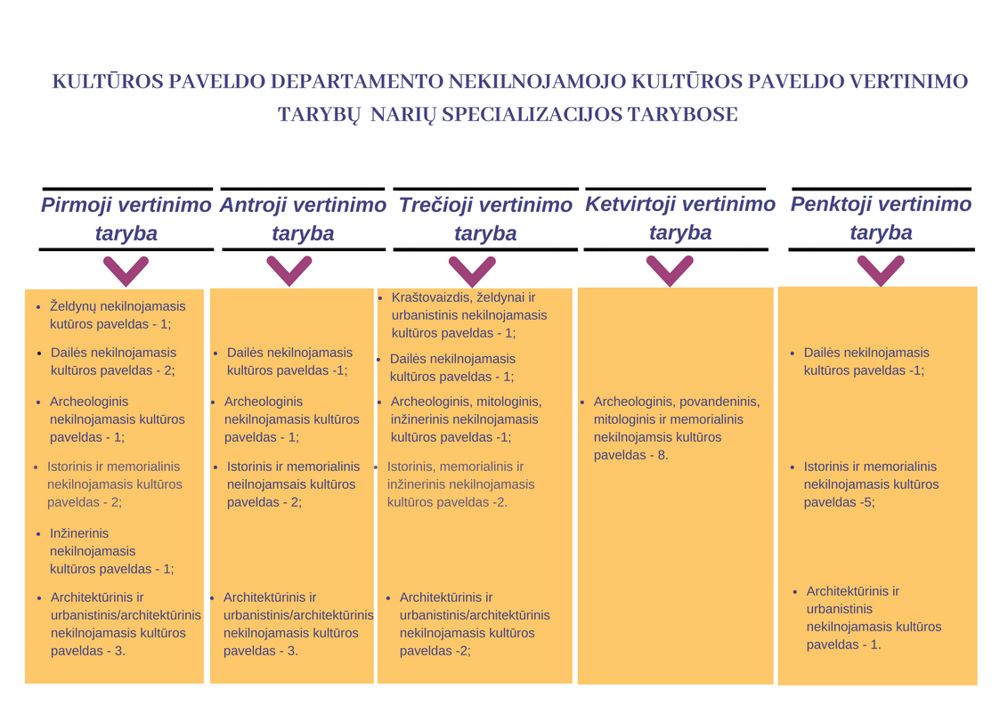 KULTŪROS PAVELDO DEPARTAMENTO NEKILNOJAMOJO KULTŪROS PAVELDO VERTINIMO
TARYBŲ NARIŲ SPECIALIZACIJOS TARYBOSE
Pirmoji vertinimo
taryba
Želdynų nekilnojamasis
kutūros paveldas - 1;
Dailės nekilnojamasis
kultūros paveldas - 2;
Archeologinis
nekilnojamasis kultūros
paveldas - 1;
Istorinis ir memorialinis
nekilnojamasis kultūros
paveldas - 2;
Inžinerinis
nekilnojamasis
kultūros paveldas - 1;
Architektūrinis ir
urbanistinis/architektūrinis
nekilnojamasis kultūros
paveldas - 3.
Antroji vertinimo
taryba
Dailės nekilnojamasis
kultūros paveldas -1;
Archeologinis
nekilnojamasis kultūros
paveldas - 1;
Istorinis ir memorialinis
neilnojamsais kultūros
paveldas - 2;
Architektūrinis ir
urbanistinis/architektūrinis
nekilnojamasis kultūros
paveldas - 3.
Trečioji vertinimo
taryba
Kraštovaizdis, želdynai ir
urbanistinis nekilnojamasis
kultūros paveldas - 1;
Dailės nekilnojamasis
kultūros paveldas - 1;
Archeologinis, mitologinis,
inžinerinis nekilnojamasis
kultūros paveldas -1;
Istorinis, memorialinis ir
inžinerinis nekilnojamasis
kultūros paveldas -2.
Architektūrinis ir
urbanistinis/architektūrinis
nekilnojamasis kultūros
paveldas -2;
Ketvirtoji vertinimo
taryba
Archeologinis, povandeninis,
mitologinis ir memorialinis
nekilnojamsis kultūros
paveldas - 8.
Penktoji vertinimo
taryba
Dailės nekilnojamasis
kultūros paveldas -1;
Istorinis ir memorialinis
nekilnojamasis kultūros
paveldas -5;
Architektūrinis ir
urbanistinis
nekilnojamasis kultūros
paveldas - 1.